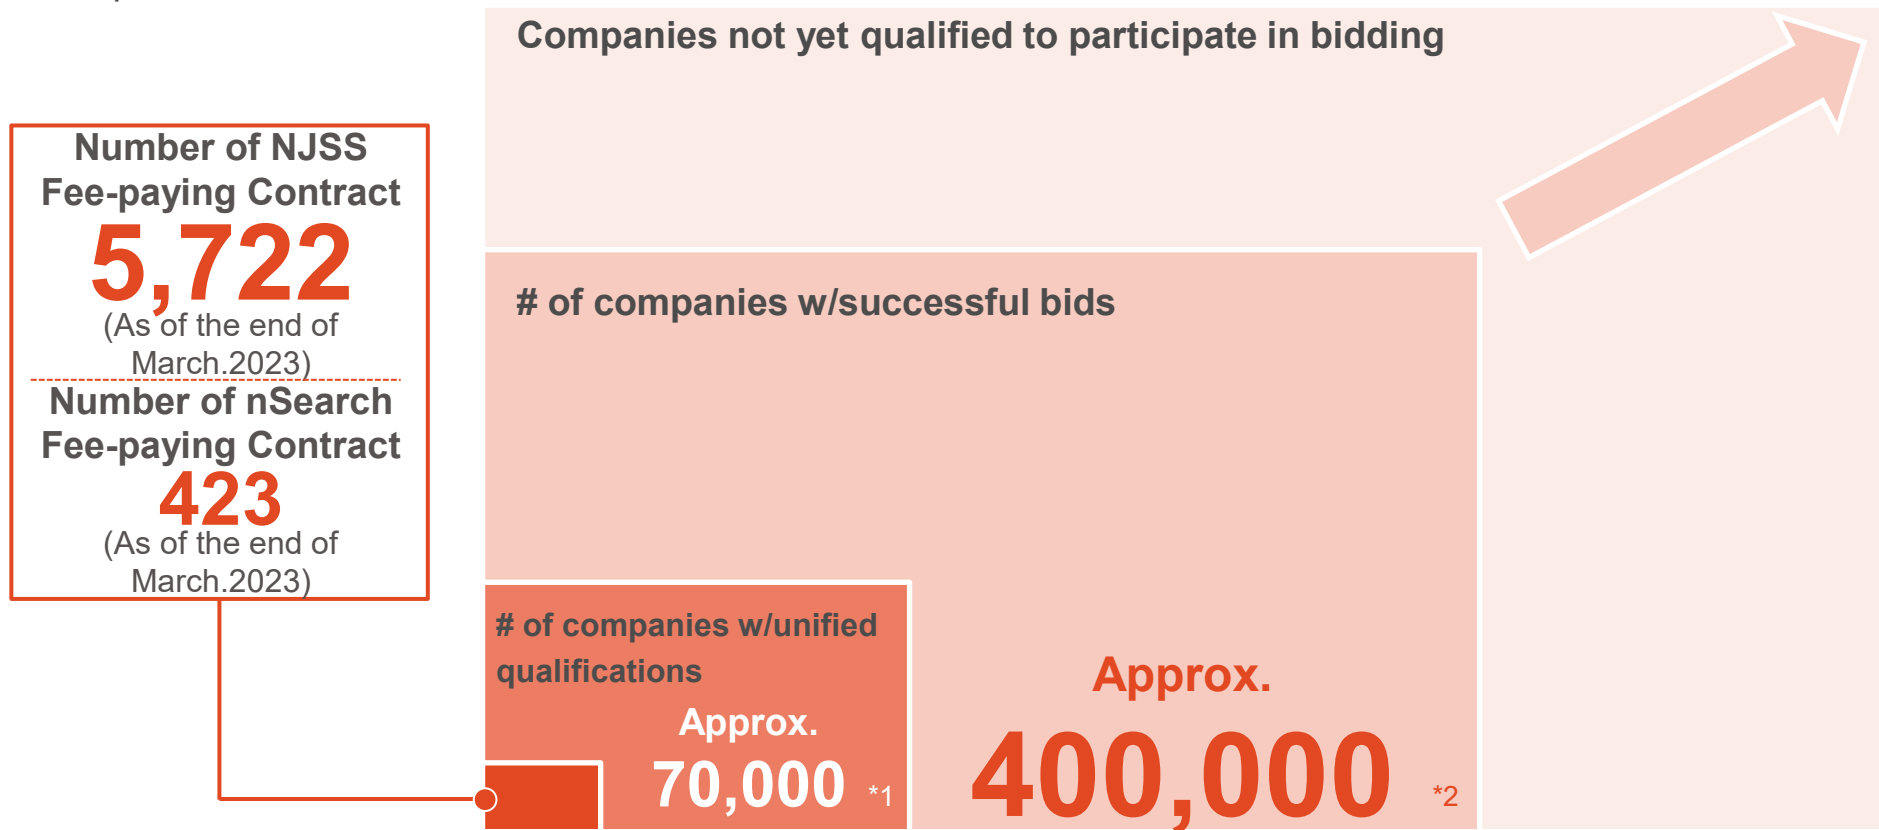 Companies not yet qualified to participate in bidding
Number of NJSS
Fee-paying Contract
5,722
(As of the end of
March.2023)
Number of nSearch
Fee-paying Contract
423
(As of the end of
March.2023)
# of companies w/successful bids
# of companies w/unified
qualifications
Approx.
70,000 *1
Approx.
400,000 *2